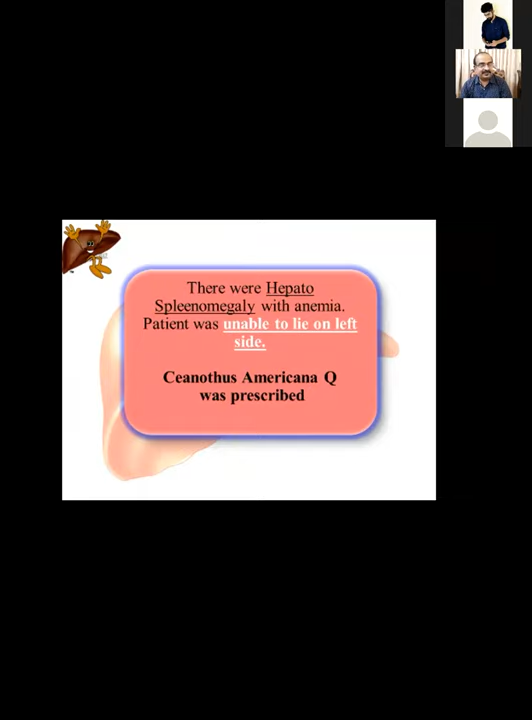 There were Hepato
Spleenomegaly with anemia.
Patient was unable to lie on left
side.
Ceanothus Americana Q
was prescribed